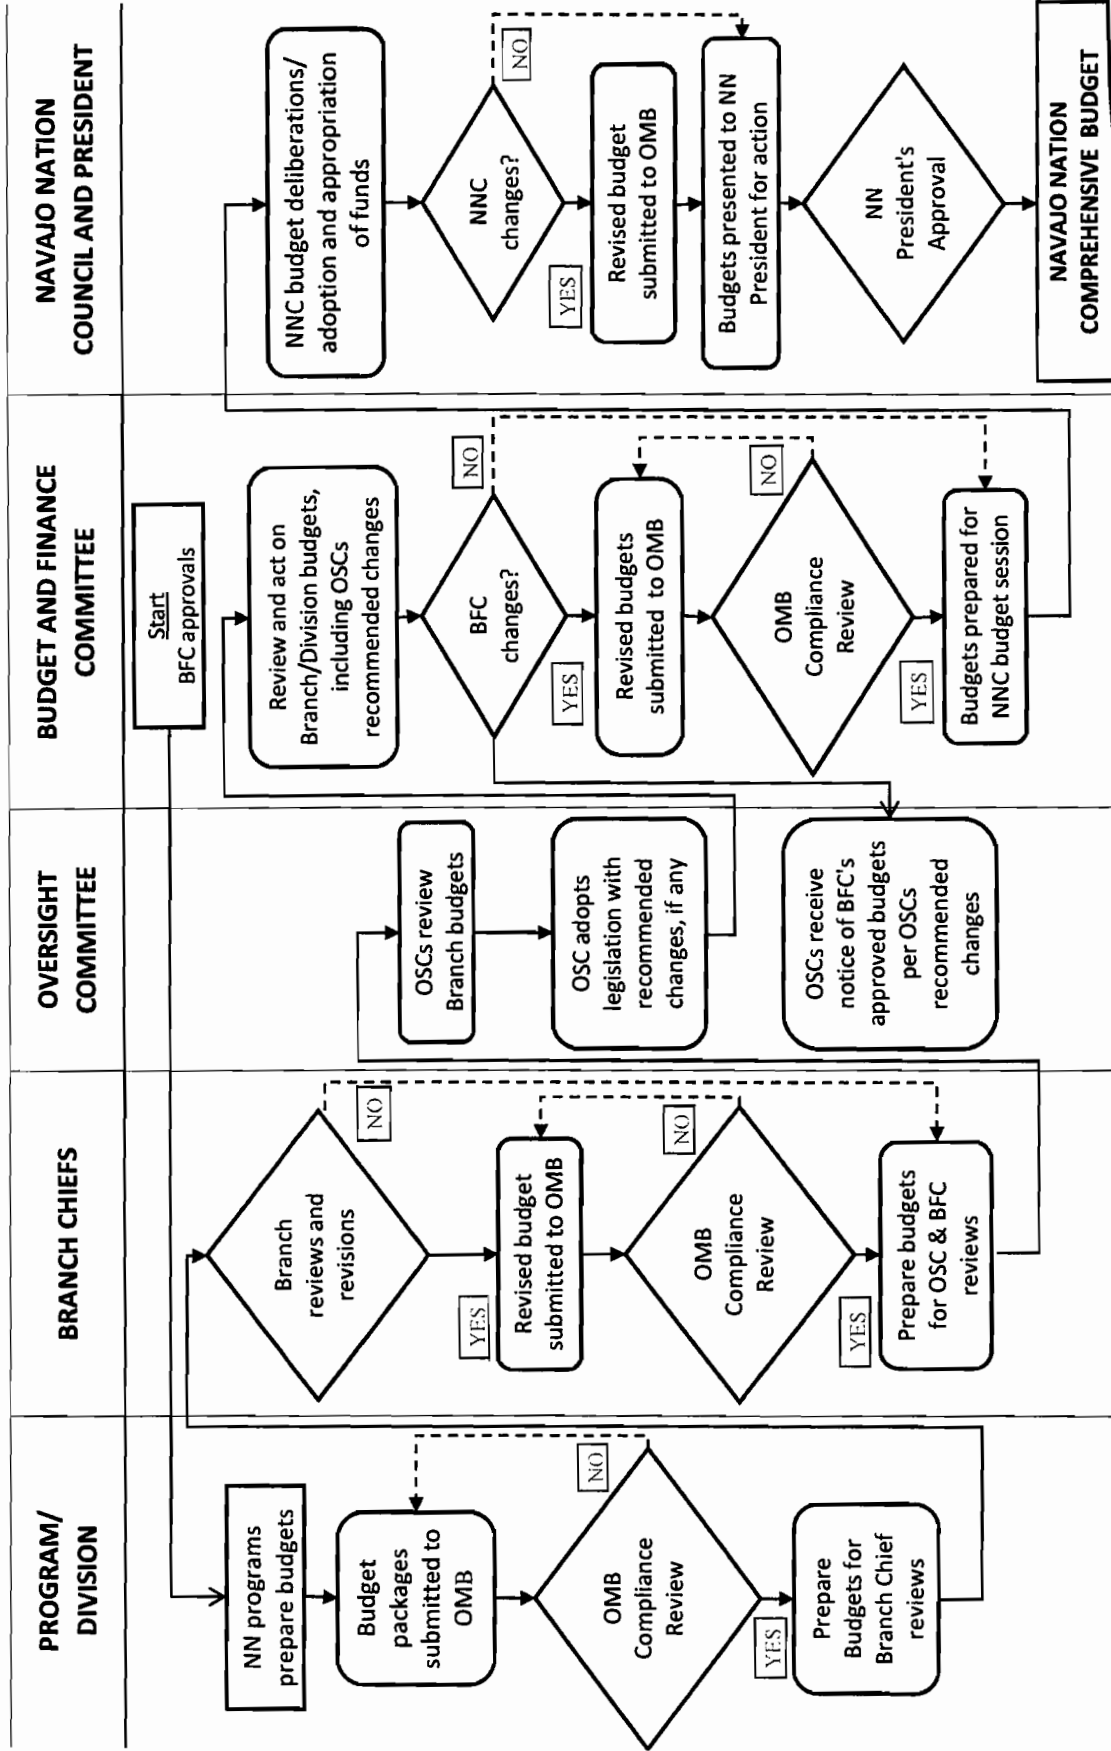 PROGRAM/
DIVISION
BRANCH CHIEFS
OVERSIGHT
COMMITTEE
BUDGET AND FINANCE
COMMITTEE
NAVAJO NATION
COUNCIL AND PRESIDENT
NN programs
prepare budgets
Budget
packages
submitted to
OMB
NO
OMB
Compliance
Review
YES
Prepare
Budgets for
Branch Chief
reviews
Branch
reviews and
revisions
NO
YES
Revised budget
submitted to OMB
NO
OMB
Compliance
Review
YES
Prepare budgets
for OSC & BFC
reviews
OSCs review
Branch budgets
OSC adopts
legislation with
recommended
changes, if any
OSCs receive
notice of BFC's
approved budgets
per OSCs
recommended
changes
Start
BFC approvals
Review and act on
Branch/Division budgets,
including OSCs
recommended changes
BFC
changes?
NO
YES
Revised budgets
submitted to OMB
NO
OMB
Compliance
Review
YES
Budgets prepared for
NNC budget session
NNC budget deliberations/
adoption and appropriation
of funds
NNC
changes?
NO
YES
Revised budget
submitted to OMB
Budgets presented to NN
President for action
NN
President's
Approval
NAVAJO NATION
COMPREHENSIVE BUDGET